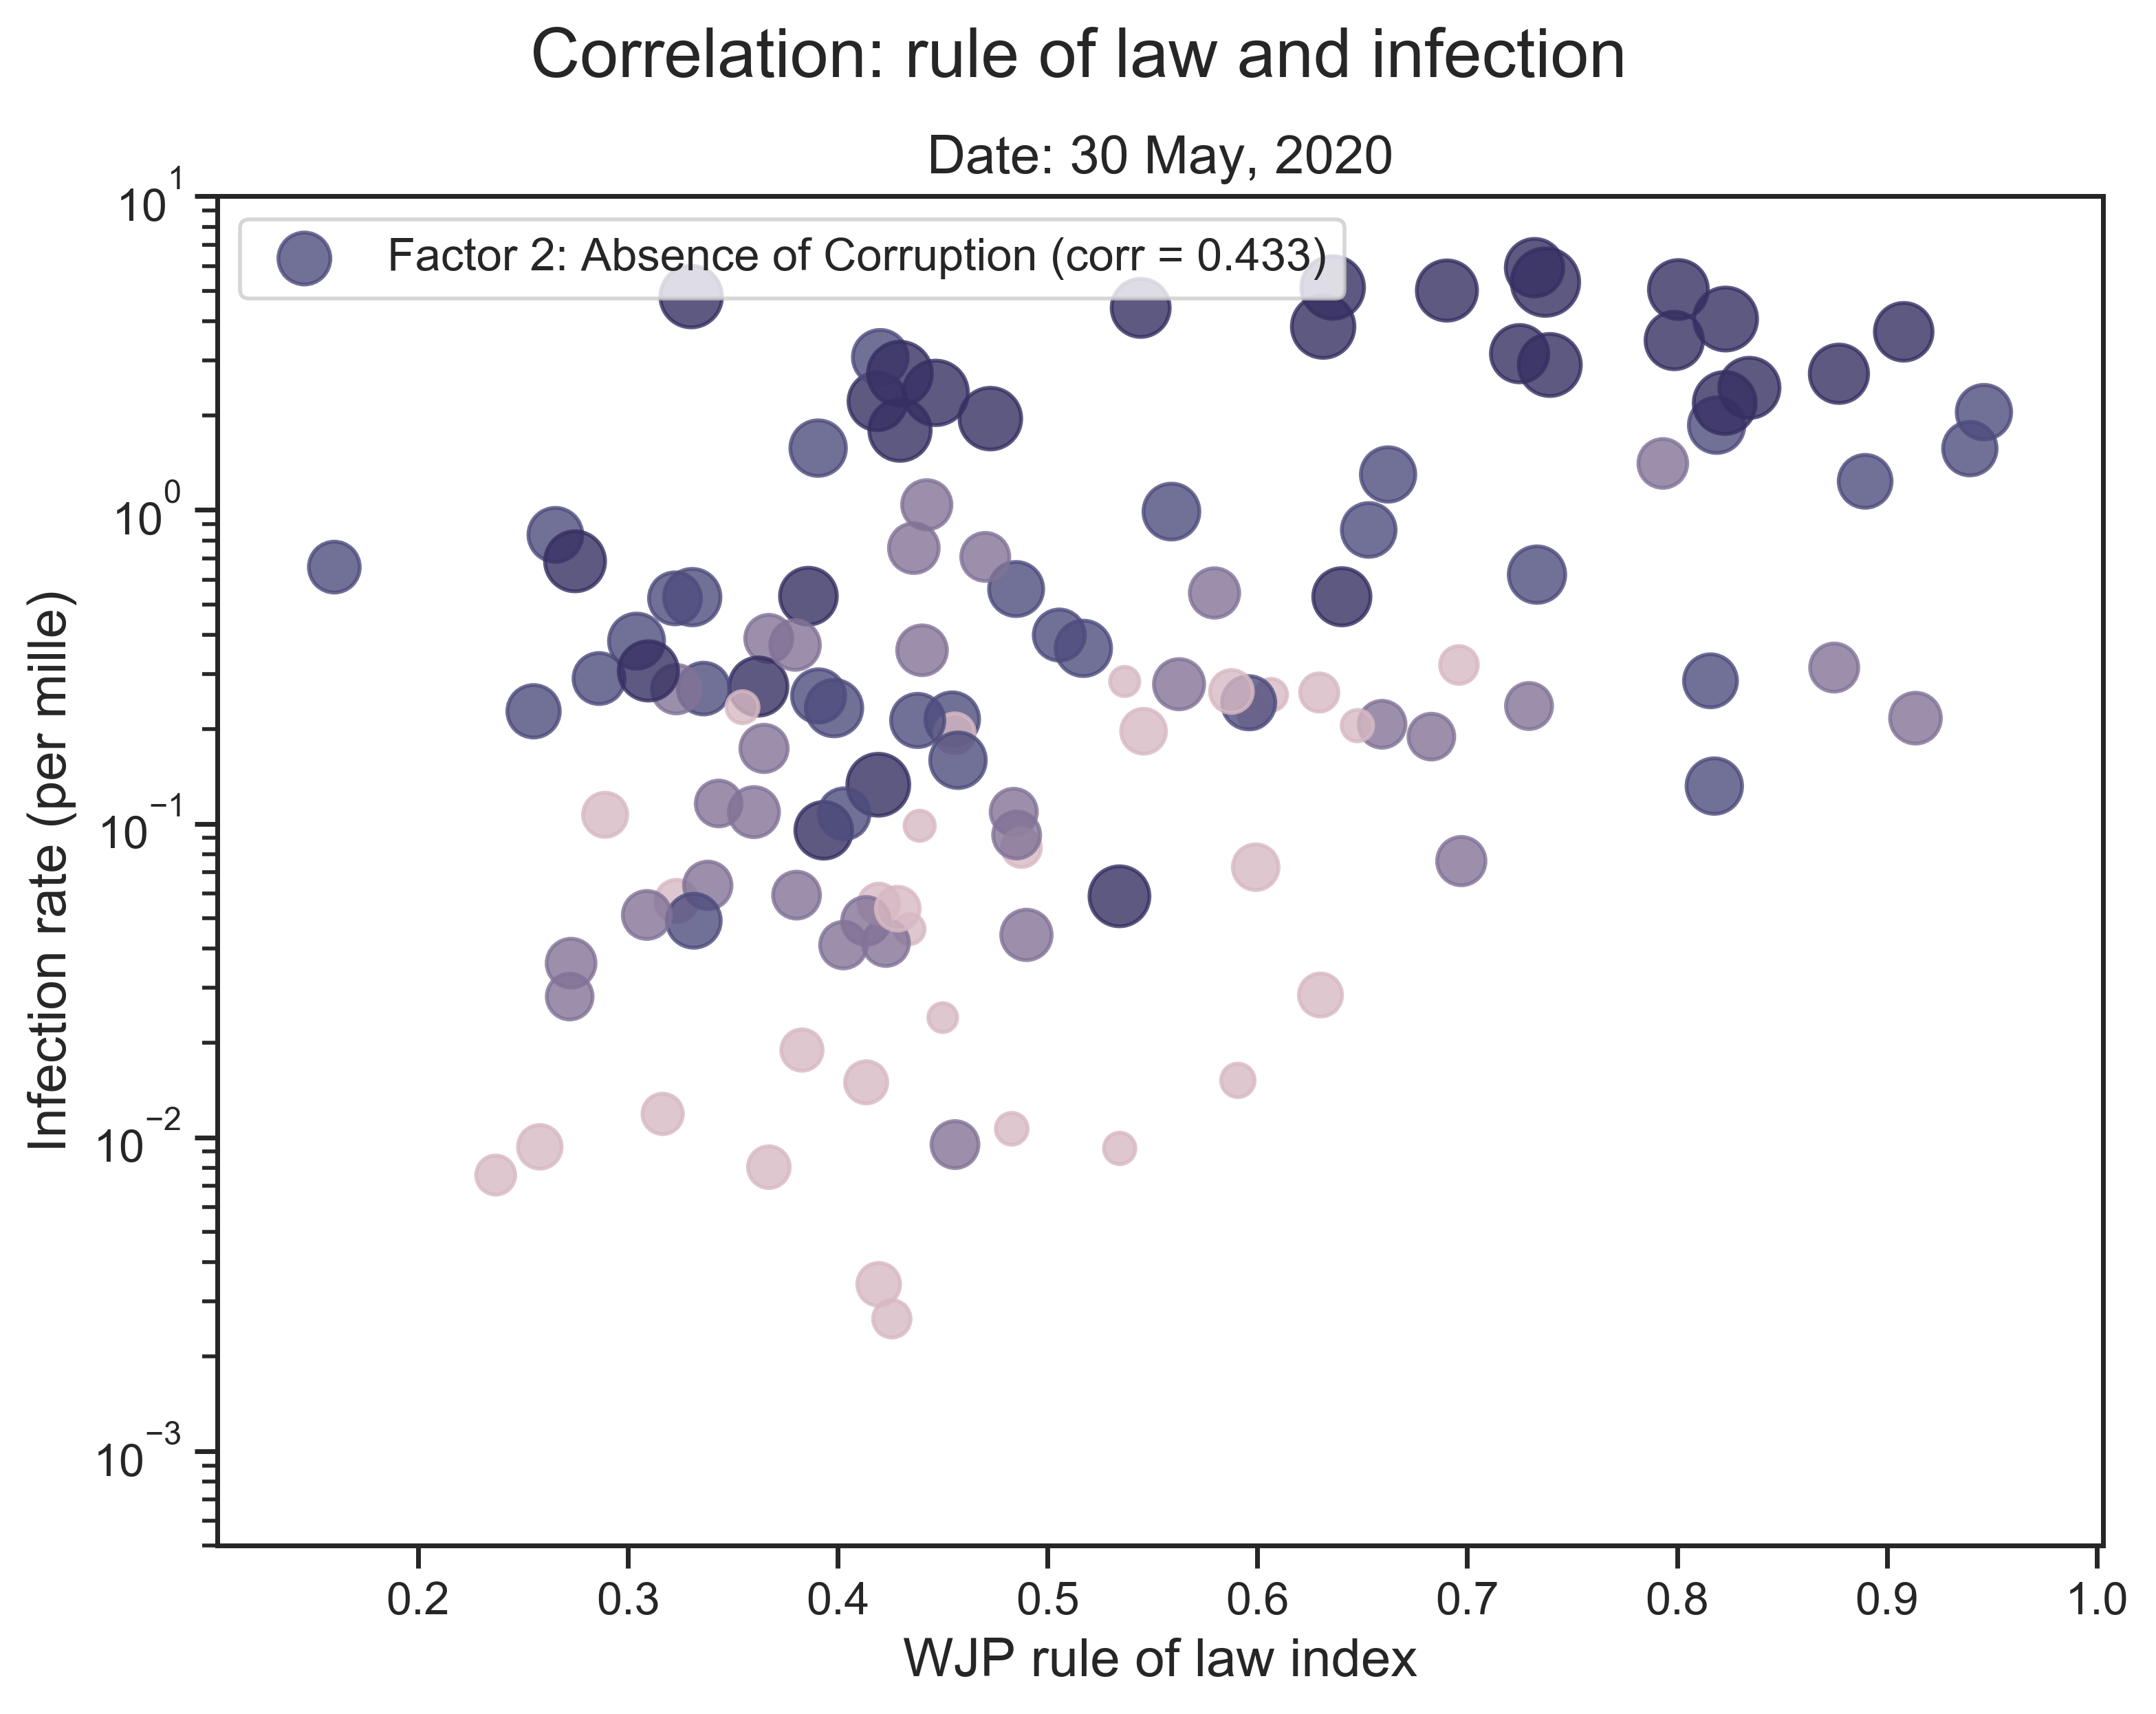 Correlation: rule of law and infection
Date: 30 May, 2020
Factor 2: Absence of Corruption (corr = 0.433)
10^1
10^0
10^−1
10^−2
10^−3
Infection rate (per mille)
0.2 0.3 0.4 0.5 0.6 0.7 0.8 0.9 1.0
WJP rule of law index